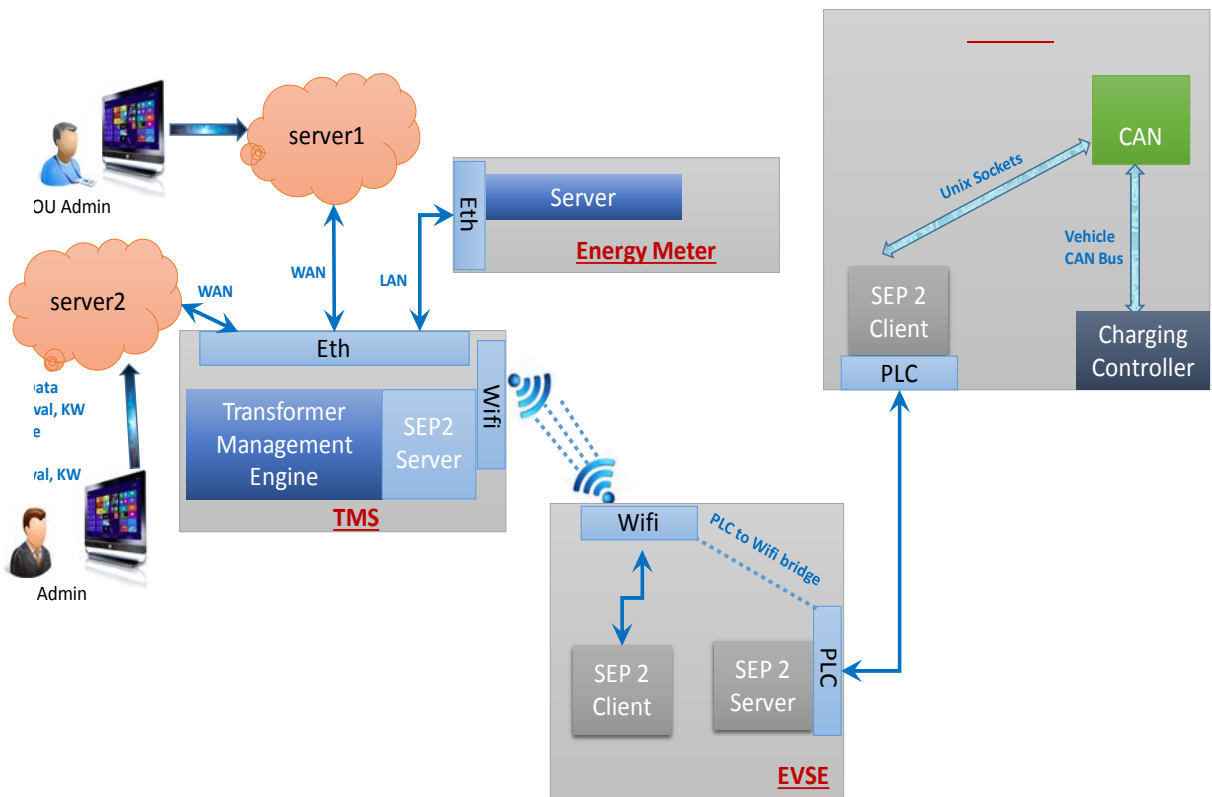 server1
OU Admin
WAN
LAN
Eth
Server
Energy Meter
server2
WAN
Eth
Wifi
Transformer
Management
Engine
SEP2
Server
TMS
val, KW
val, KW
Admin
CAN
Unix Sockets
Vehicle
CAN Bus
SEP 2
Client
PLC
Charging
Controller
Wifi
PLC to Wifi bridge
SEP 2
Client
SEP 2
Server
PLC
EVSE